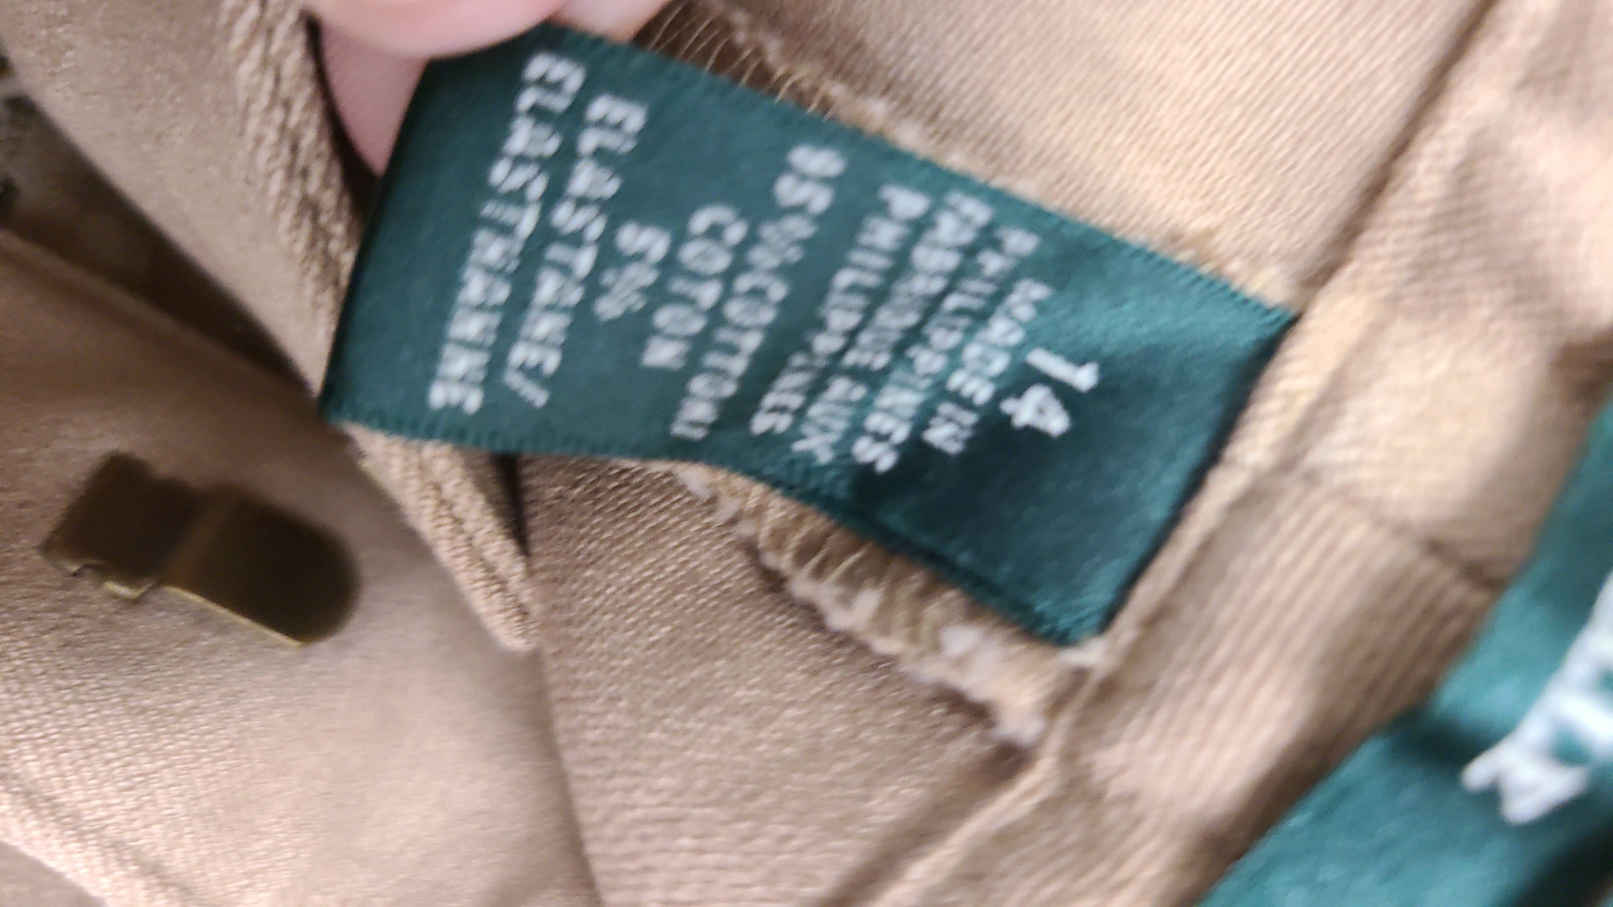 14
MADE IN
PHILIPPINES
FABRIQUE AUX
PHILIPPINES
95% COTTON/
COTON
5%
ELASTANE/
ELASTHANNE